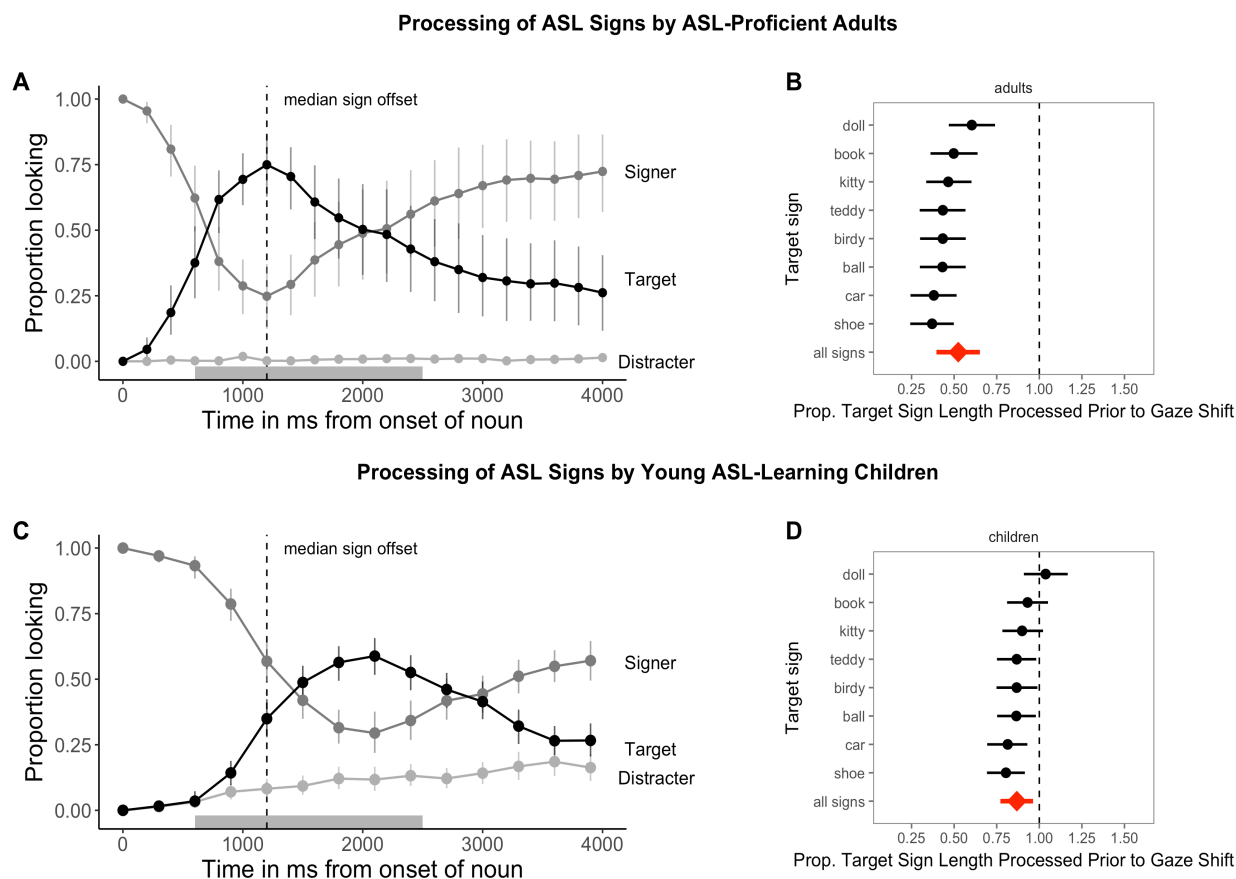 Processing of ASL Signs by ASL-Proficient Adults
A
median sign offset
1.00
0.75
0.50
0.25
0.00
Proportion looking
Signer
Target
Distracter
0 1000 2000 3000 4000
Time in ms from onset of noun
B
adults
Target sign
doll
book
kitty
teddy
birdy
ball
car
shoe
all signs
0.25 0.50 0.75 1.00 1.25 1.50
Prop. Target Sign Length Processed Prior to Gaze Shift
Processing of ASL Signs by Young ASL-Learning Children
C
median sign offset
1.00
0.75
0.50
0.25
0.00
Proportion looking
Signer
Target
Distracter
0 1000 2000 3000 4000
Time in ms from onset of noun
D
children
Target sign
doll
book
kitty
teddy
birdy
ball
car
shoe
all signs
0.25 0.50 0.75 1.00 1.25 1.50
Prop. Target Sign Length Processed Prior to Gaze Shift